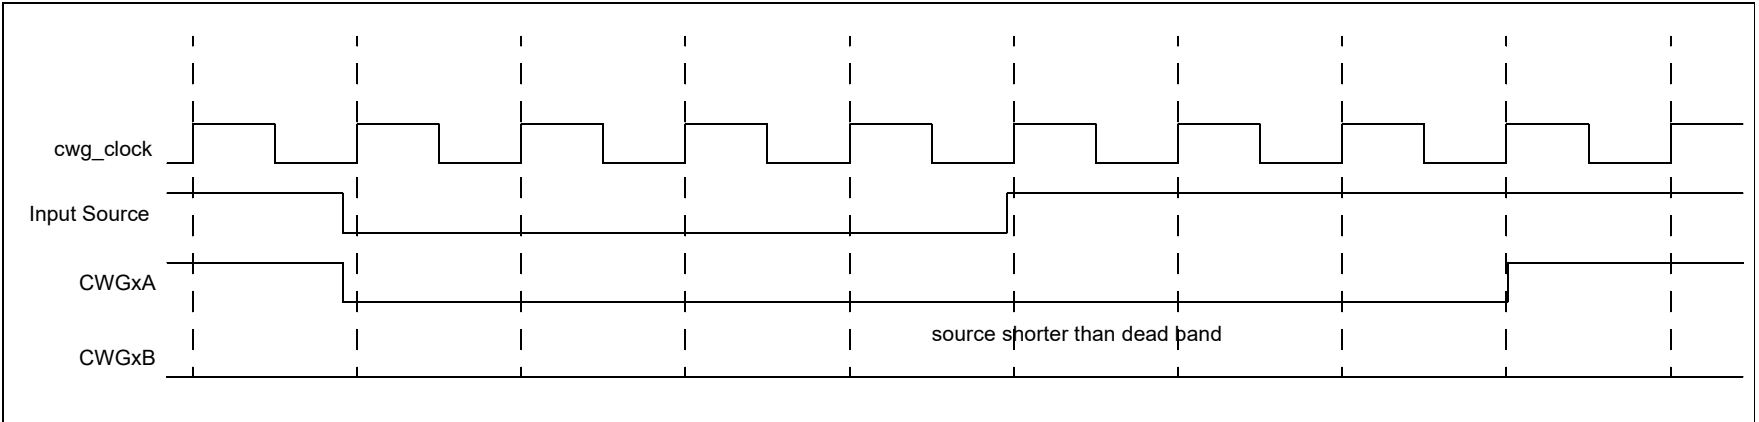 cwg_clock
Input Source
CWGxA
source shorter than dead band
CWGxB